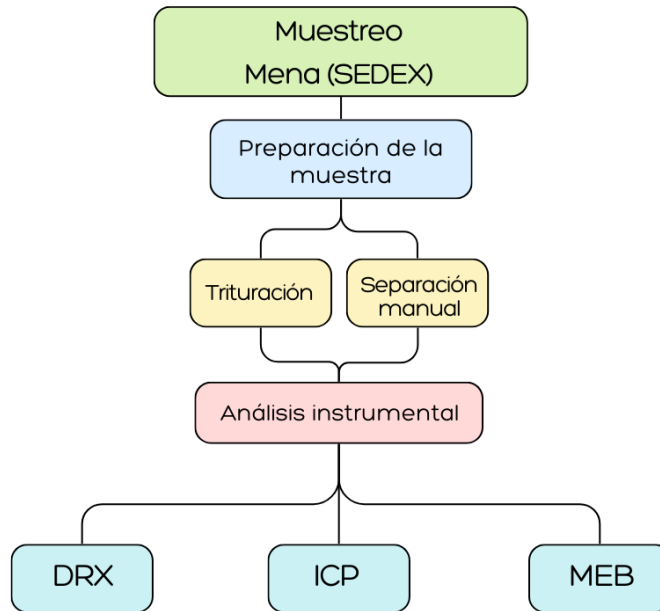 Muestreo
Mena (SEDEX)
Preparación de la
muestra
Trituración
Separación
manual
Análisis instrumental
DRX
ICP
MEB